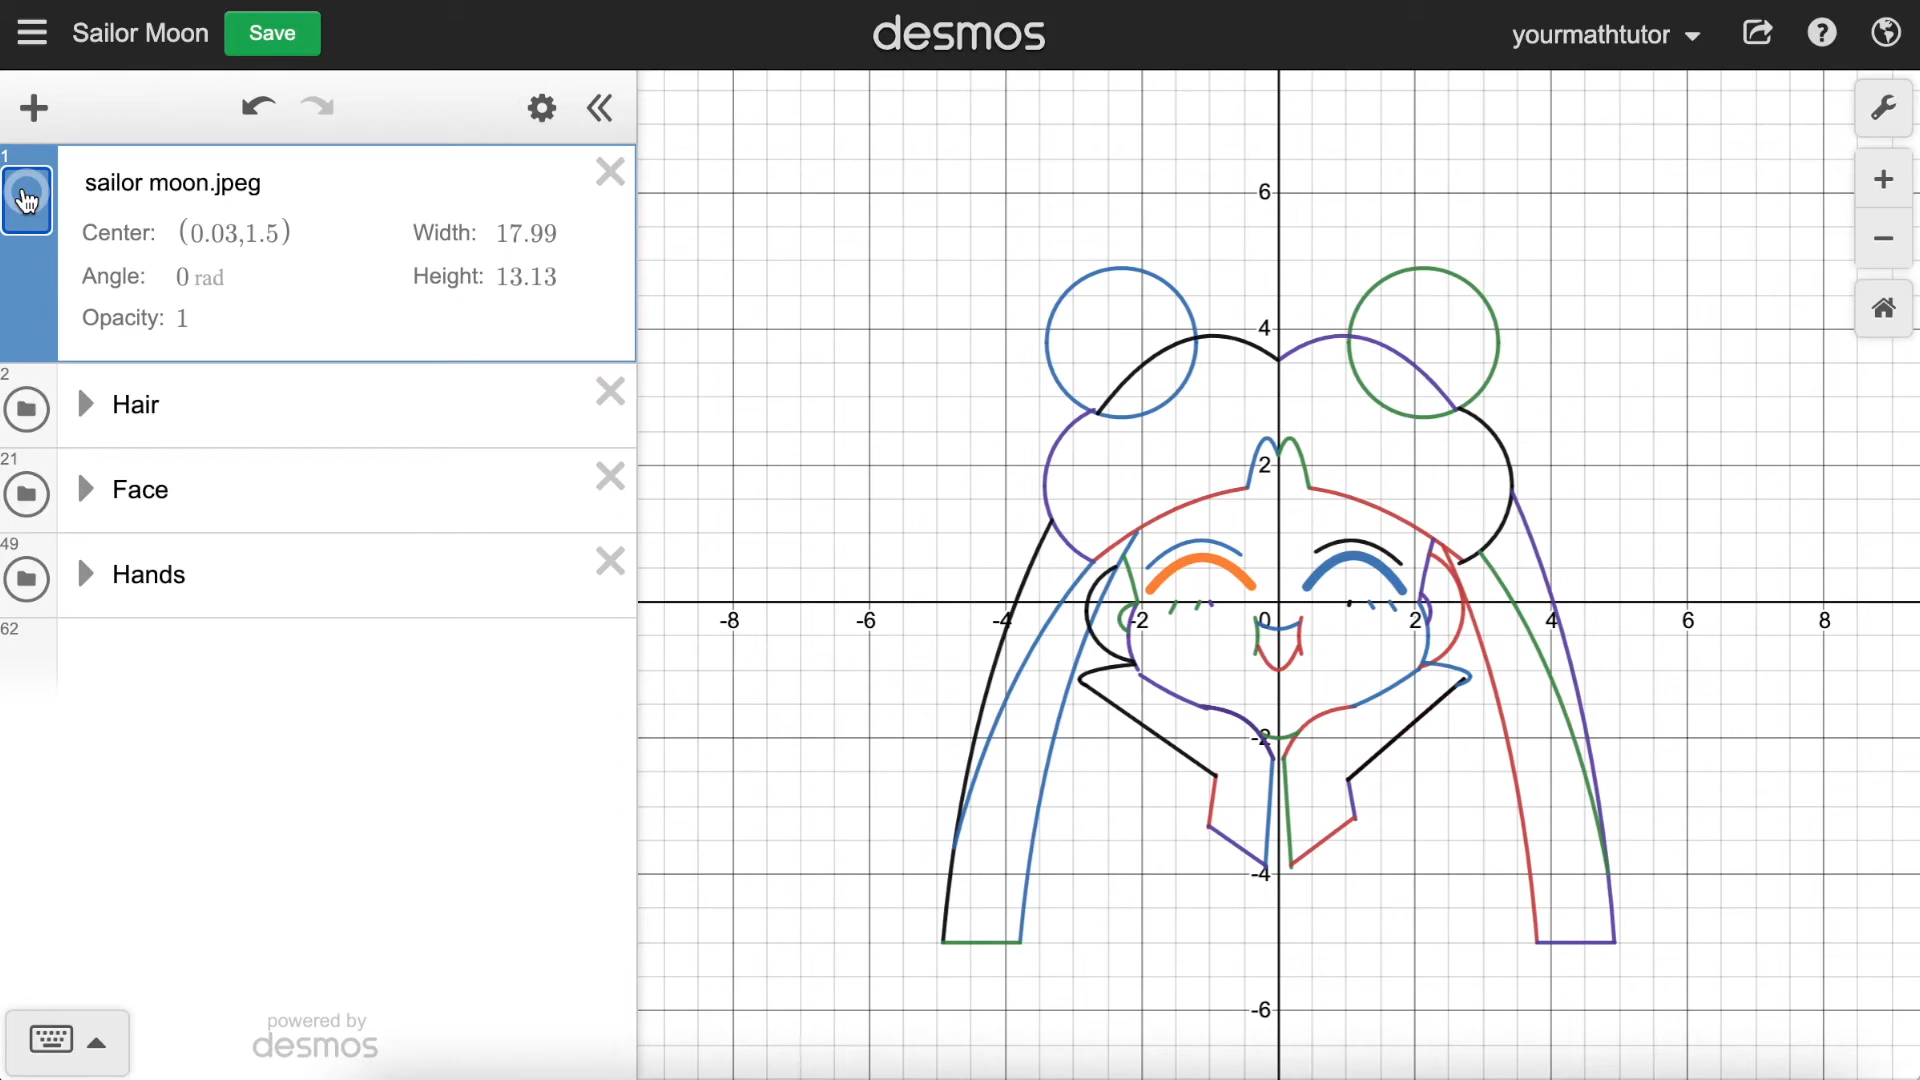 Sailor Moon Save desmos yourmathtutor
1
sailor moon.jpeg
Center: (0.03,1.5) Width: 17.99
Angle: 0 rad Height: 13.13
Opacity: 1
2
Hair
21
Face
49
Hands
62
powered by
desmos
6
4
2
-8 -6 -4 -2 0 2 4 6 8
-2
-4
-6